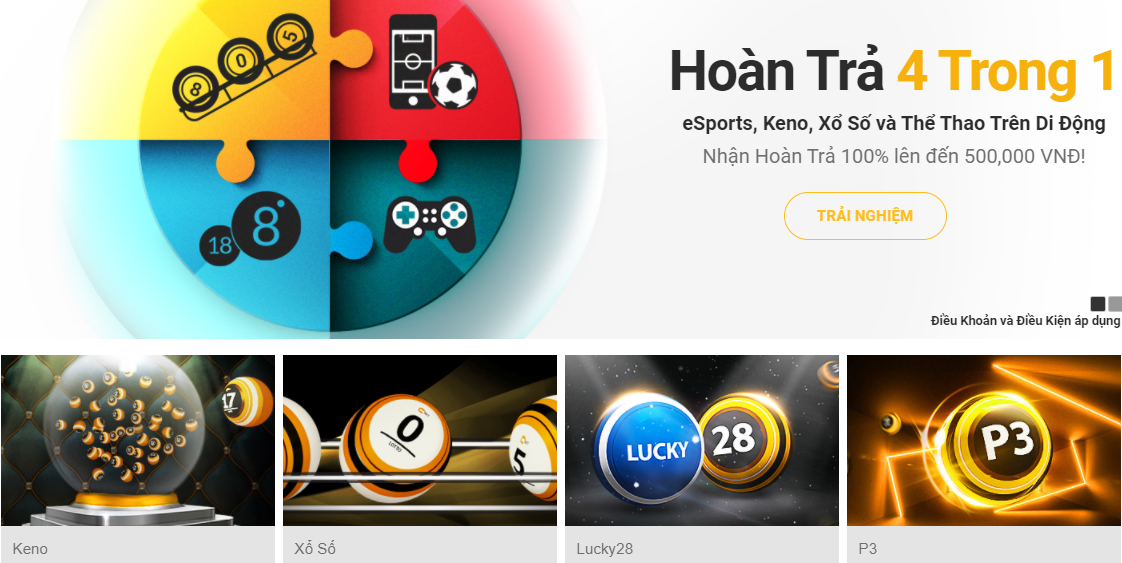 8
0
5
18
8
Hoàn Trả 4 Trong 1
eSports, Keno, Xổ Số và Thể Thao Trên Di Động
Nhận Hoàn Trả 100% lên đến 500,000 VNĐ!
TRẢI NGHIỆM
Điều Khoản và Điều Kiện áp dụng
17
0
LOTTO
5
LUCKY
28
P3
Keno
Xổ Số
Lucky28
P3